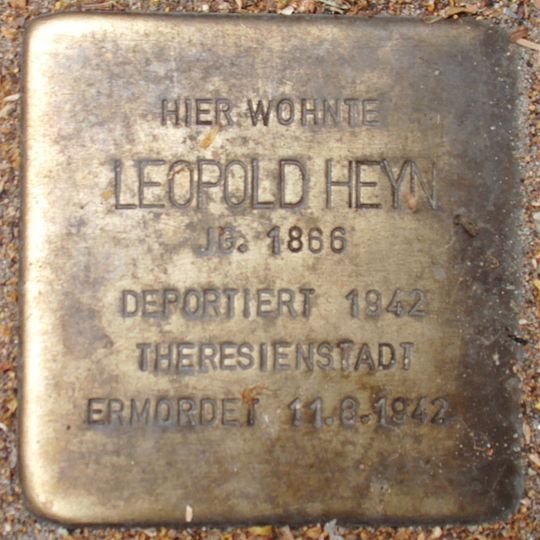 HIER WOHNTE
LEOPOLD HEYN
JG. 1866
DEPORTIERT 1942
THERESIENSTADT
ERMORDET 11.8.1942